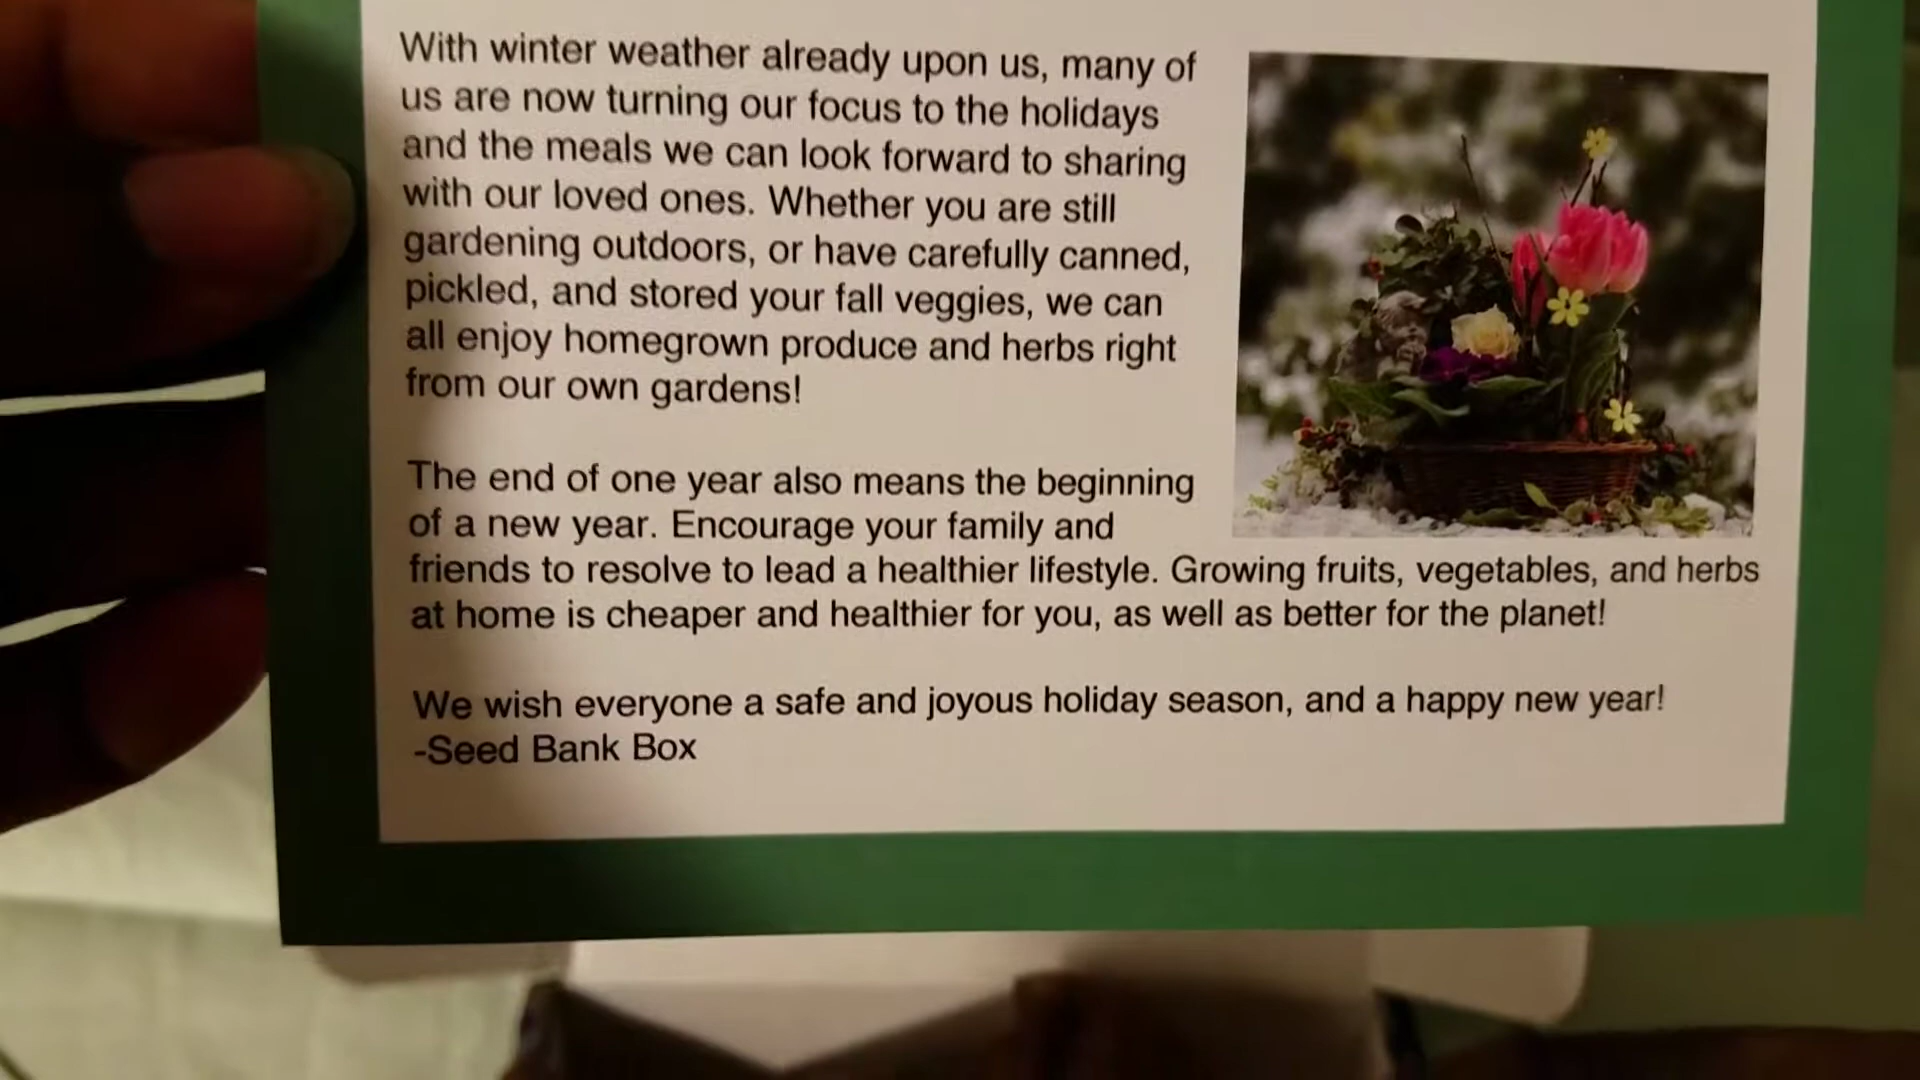 With winter weather already upon us, many of
us are now turning our focus to the holidays
and the meals we can look forward to sharing
with our loved ones. Whether you are still
gardening outdoors, or have carefully canned,
pickled, and stored your fall veggies, we can
all enjoy homegrown produce and herbs right
from our own gardens!
The end of one year also means the beginning
of a new year. Encourage your family and
friends to resolve to lead a healthier lifestyle. Growing fruits, vegetables, and herbs
at home is cheaper and healthier for you, as well as better for the planet!
We wish everyone a safe and joyous holiday season, and a happy new year!
-Seed Bank Box